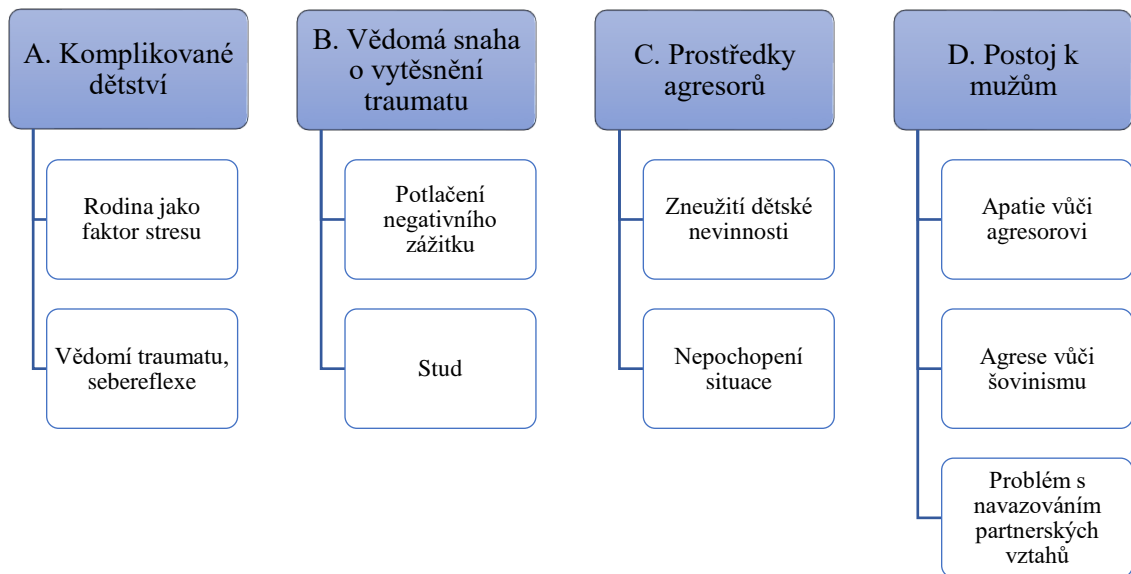 A. Komplikované
dětství
Rodina jako
faktor stresu
Vědomí traumatu,
sebereflexe
B. Vědomá snaha
o vytěsnění
traumatu
Potlačení
negativního
zážitku
Stud
C. Prostředky
agresorů
Zneužití dětské
nevinnosti
Nepochopení
situace
D. Postoj k
mužům
Apatie vůči
agresorovi
Agrese vůči
šovinismu
Problém s
navazováním
partnerských
vztahů